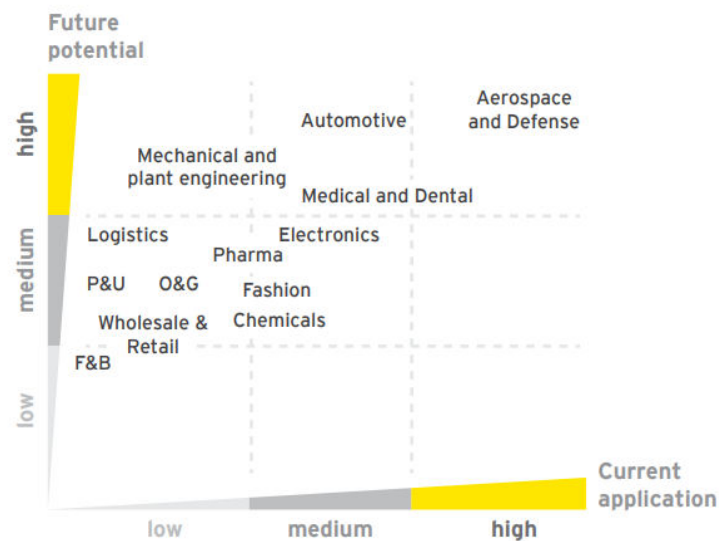 Future
potential
high
medium
low
Aerospace
and Defense
Automotive
Mechanical and
plant engineering
Medical and Dental
Logistics
Electronics
Pharma
P&U
O&G
Fashion
Wholesale &
Retail
Chemicals
F&B
Current
application
low
medium
high